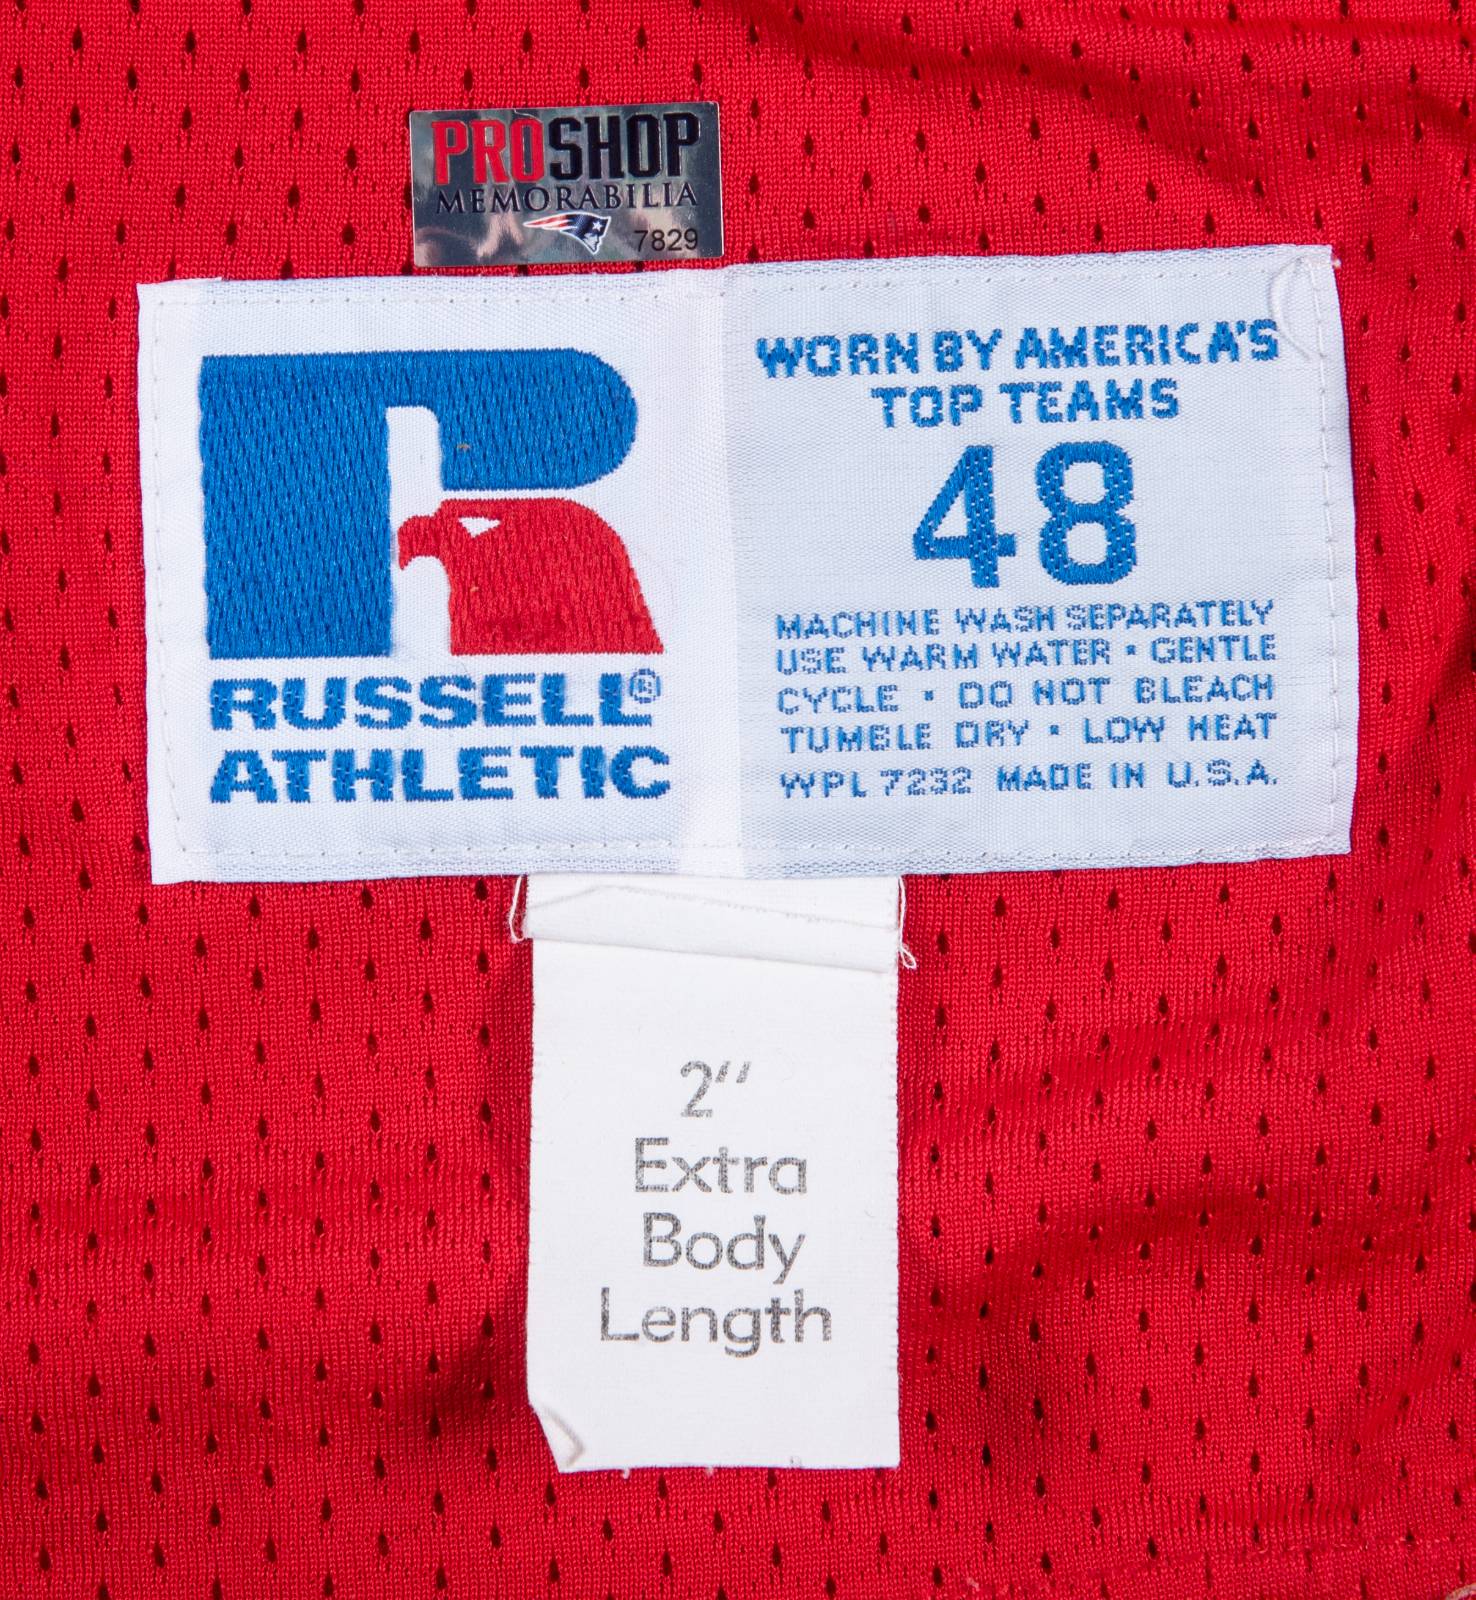 PROSHOP
MEMORABILIA
7829
RUSSELL®
ATHLETIC
WORN BY AMERICA'S
TOP TEAMS
48
MACHINE WASH SEPARATELY
USE WARM WATER • GENTLE
CYCLE • DO NOT BLEACH
TUMBLE DRY • LOW HEAT
WPL 7232 MADE IN U.S.A.
2"
Extra
Body
Length